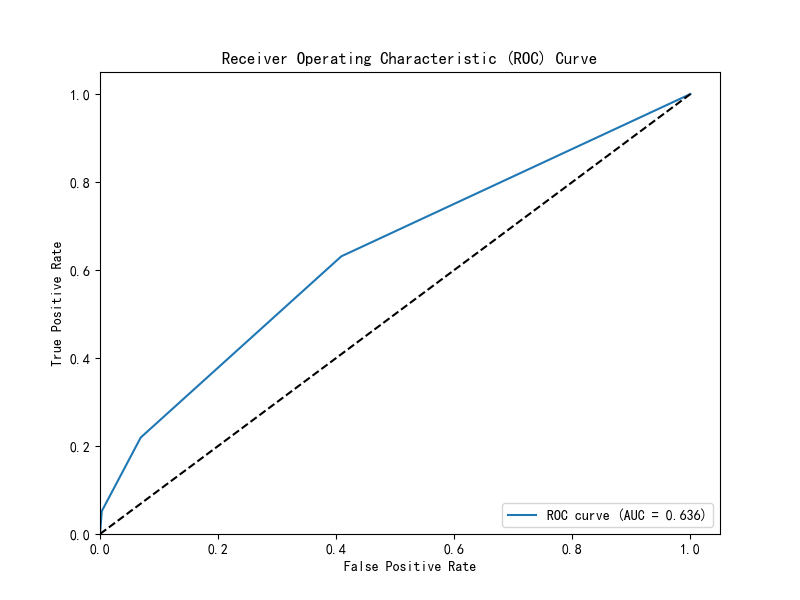 Receiver Operating Characteristic (ROC) Curve
1.0
0.8
0.6
0.4
0.2
0.0
True Positive Rate
ROC curve (AUC = 0.636)
0.0 0.2 0.4 0.6 0.8 1.0
False Positive Rate